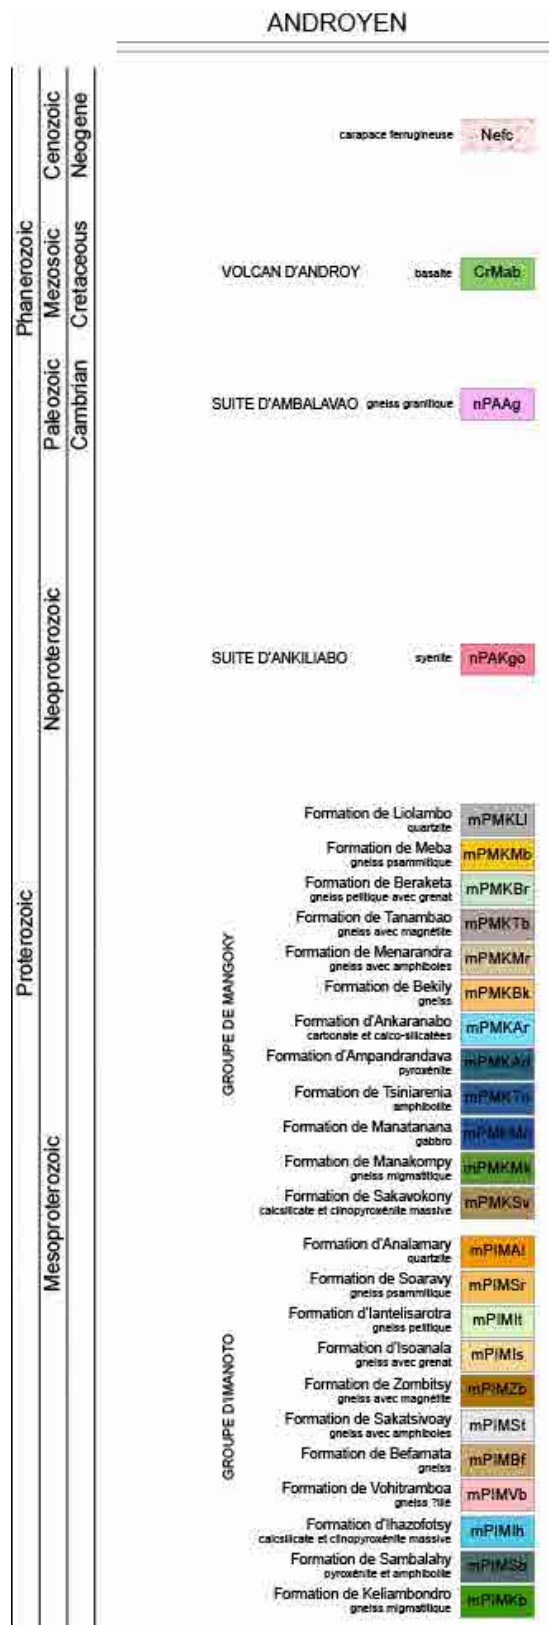 ANDROYEN
Phanerozoic
Proterozoic
Cenozoic
Mezosoic
Paleozoic
Neoproterozoic
Mesoproterozoic
Neogene
Cretaceous
Cambrian
carapace ferrugineuse Nefc
VOLCAN D'ANDROY basalte CrMab
SUITE D'AMBALAVAO gneiss granitique nPAAg
SUITE D'ANKILIABO syenite nPAKgo
GROUPE DE MANGOKY
Formation de Liolambo mPMKLl
quartzite
Formation de Meba mPMKMb
gneiss psammitique
Formation de Beraketa mPMKBr
gneiss pelitique avec grenat
Formation de Tanambao mPMKTb
gneiss avec magnétite
Formation de Menarandra mPMKMr
gneiss avec amphiboles
Formation de Bekily mPMKBk
gneiss
Formation d'Ankaranabo mPMKAr
carbonate et calco-silicatées
Formation d'Ampandrandava mPMKAd
pyroxénite
Formation de Tsiniarenia
amphibolite
Formation de Manatanana
gabbro
Formation de Manakompy mPMKMk
gneiss migmatitique
Formation de Sakavokony mPMKSv
calcsilicate et clinopyroxénite massive
GROUPE D'IMANOTO
Formation d'Analamary mPIMAl
quartzite
Formation de Soaravy mPIMSr
gneiss psammitique
Formation d'Iantelisarotra mPIMIt
gneiss pelitique
Formation d'Isoanala mPIMIs
gneiss avec grenat
Formation de Zombitsy mPIMZb
gneiss avec magnétite
Formation de Sakatsivoay mPIMSt
gneiss avec amphiboles
Formation de Befamata mPIMBf
gneiss
Formation de Vohitramboa mPIMVb
gneiss ?lité
Formation d'Ihazofotsy mPIMIh
calcsilicate et clinopyroxénite massive
Formation de Sambalahy mPIMSb
pyroxénite et amphibolite
Formation de Keliambondro mPIMKb
gneiss migmatitique